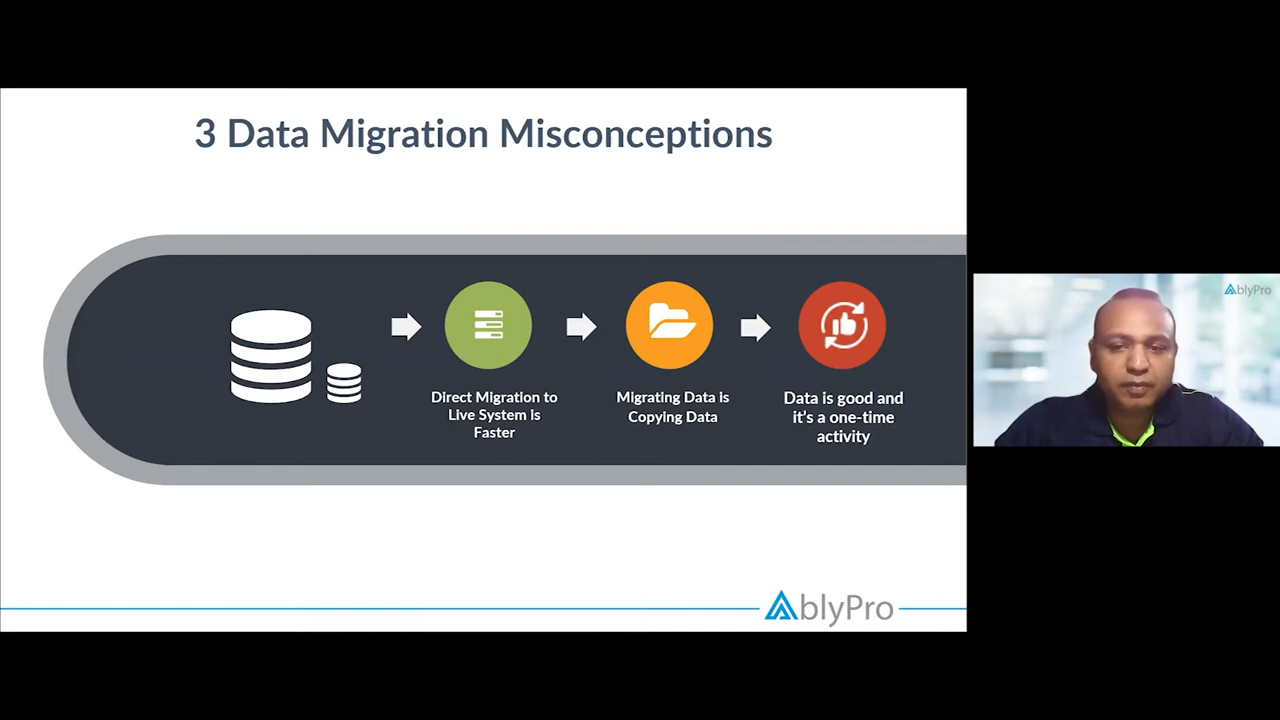 3 Data Migration Misconceptions
Direct Migration to
Live System is
Faster
Migrating Data is
Copying Data
Data is good and
it's a one-time
activity
AblyPro
AblyPro